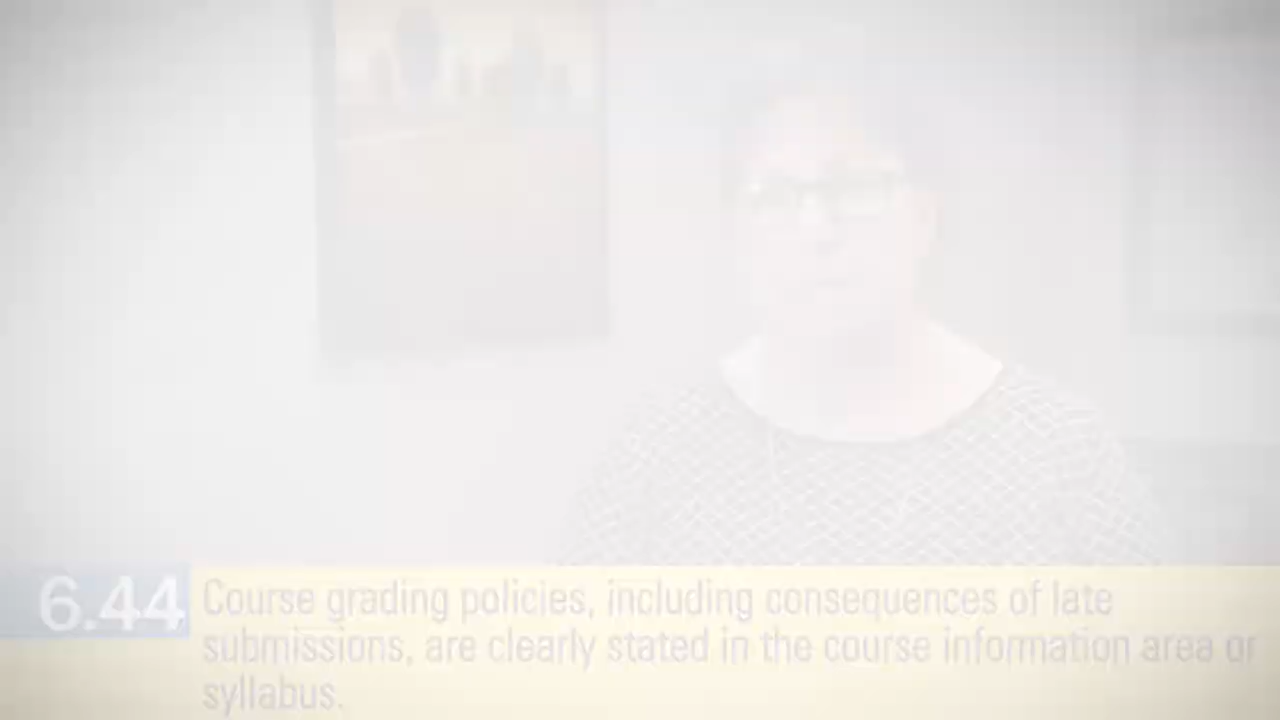 6.44
Course grading policies, including consequences of late
submissions, are clearly stated in the course information area or
syllabus.